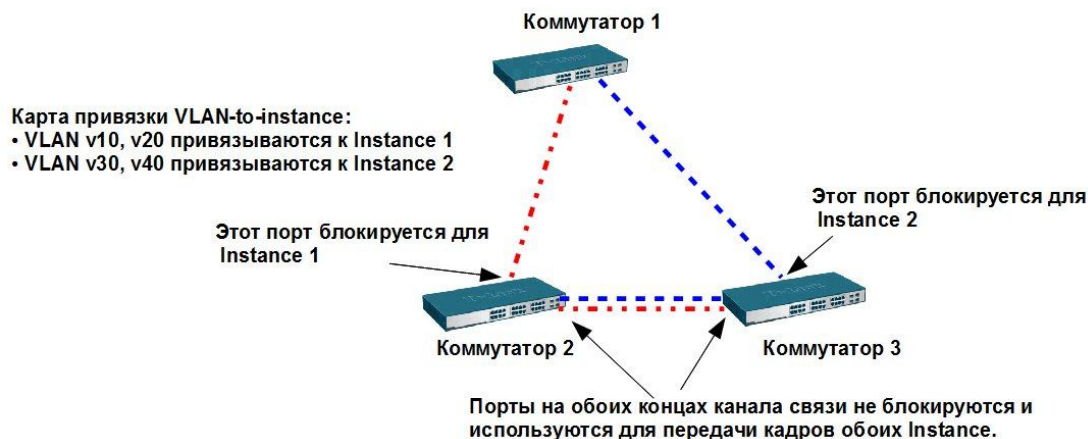 Коммутатор 1
Карта привязки VLAN-to-instance:
• VLAN v10, v20 привязываются к Instance 1
• VLAN v30, v40 привязываются к Instance 2
Этот порт блокируется для
Instance 2
Этот порт блокируется для
Instance 1
Коммутатор 2
Коммутатор 3
Порты на обоих концах канала связи не блокируются и
используются для передачи кадров обоих Instance.